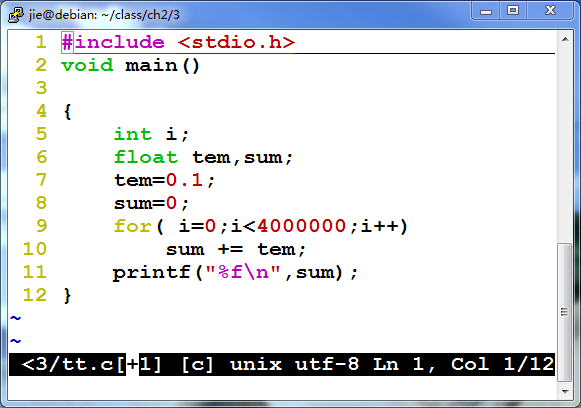 jie@debian: ~/class/ch2/3
1 #include <stdio.h>
2 void main()
3
4 {
5     int i;
6     float tem,sum;
7     tem=0.1;
8     sum=0;
9     for( i=0;i<4000000;i++)
10         sum += tem;
11     printf("%f\n",sum);
12 }
~
~
<3/tt.c[+1] [c] unix utf-8 Ln 1, Col 1/12